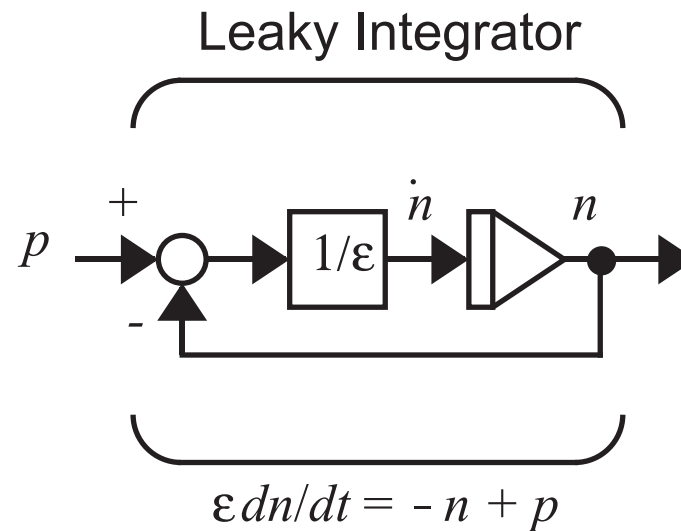 Leaky Integrator
+ ṅ n
p 1/ε
-
ε dn/dt = - n + p